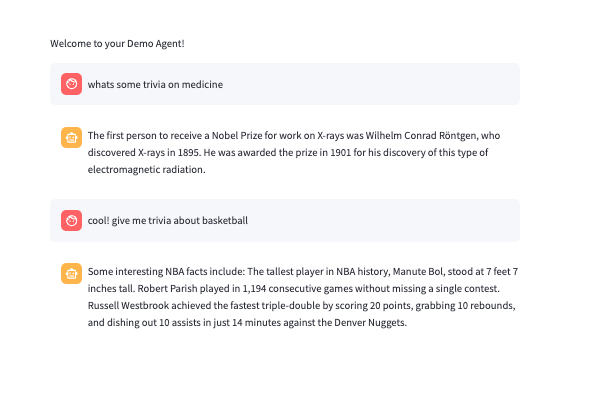 Welcome to your Demo Agent!
whats some trivia on medicine
The first person to receive a Nobel Prize for work on X-rays was Wilhelm Conrad Röntgen, who
discovered X-rays in 1895. He was awarded the prize in 1901 for his discovery of this type of
electromagnetic radiation.
cool! give me trivia about basketball
Some interesting NBA facts include: The tallest player in NBA history, Manute Bol, stood at 7 feet 7
inches tall. Robert Parish played in 1,194 consecutive games without missing a single contest.
Russell Westbrook achieved the fastest triple-double by scoring 20 points, grabbing 10 rebounds,
and dishing out 10 assists in just 14 minutes against the Denver Nuggets.